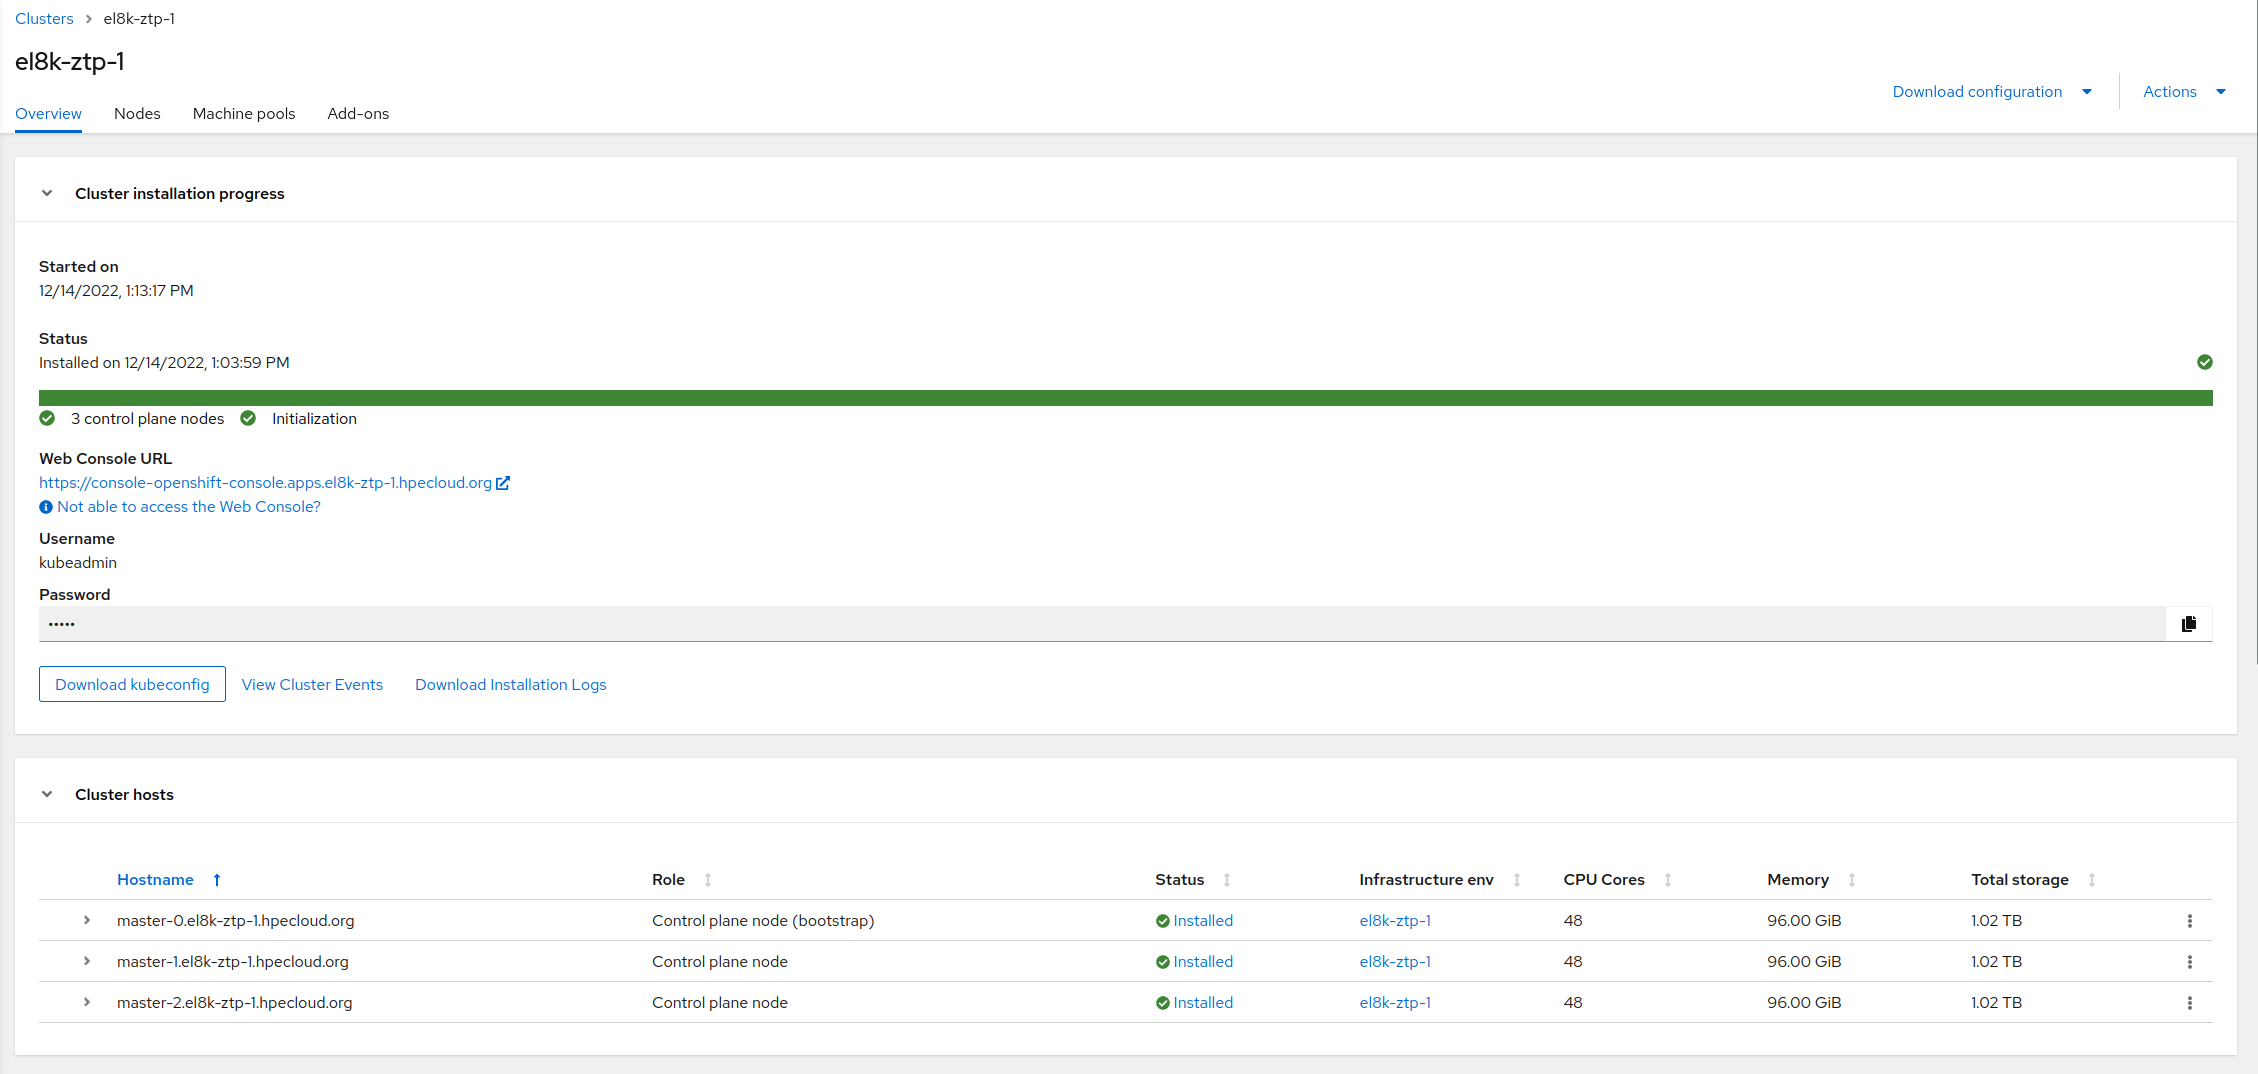 Clusters > el8k-ztp-1
el8k-ztp-1
Download configuration Actions
Overview Nodes Machine pools Add-ons
Cluster installation progress
Started on
12/14/2022, 1:13:17 PM
Status
Installed on 12/14/2022, 1:03:59 PM
3 control plane nodes Initialization
Web Console URL
https://console-openshift-console.apps.el8k-ztp-1.hpecloud.org
Not able to access the Web Console?
Username
kubeadmin
Password
•••••
Download kubeconfig View Cluster Events Download Installation Logs
Cluster hosts
Hostname Role Status Infrastructure env CPU Cores Memory Total storage
master-0.el8k-ztp-1.hpecloud.org Control plane node (bootstrap) Installed el8k-ztp-1 48 96.00 GiB 1.02 TB
master-1.el8k-ztp-1.hpecloud.org Control plane node Installed el8k-ztp-1 48 96.00 GiB 1.02 TB
master-2.el8k-ztp-1.hpecloud.org Control plane node Installed el8k-ztp-1 48 96.00 GiB 1.02 TB